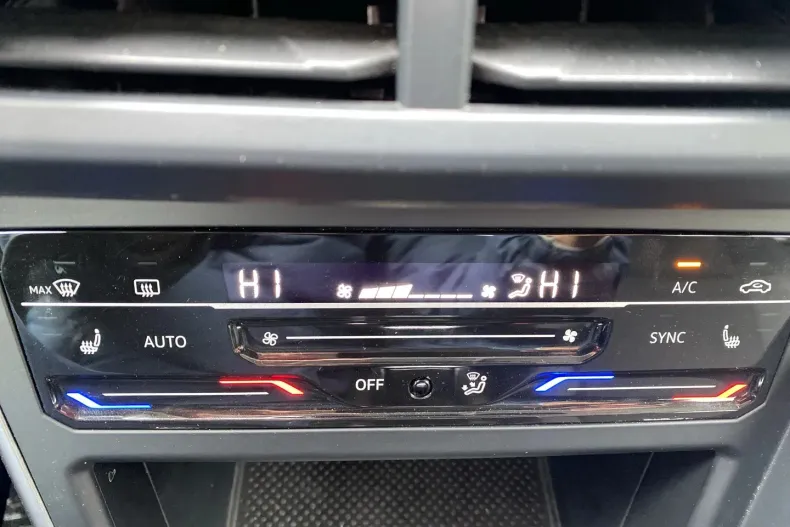 HI HI
MAX A/C
AUTO SYNC
OFF